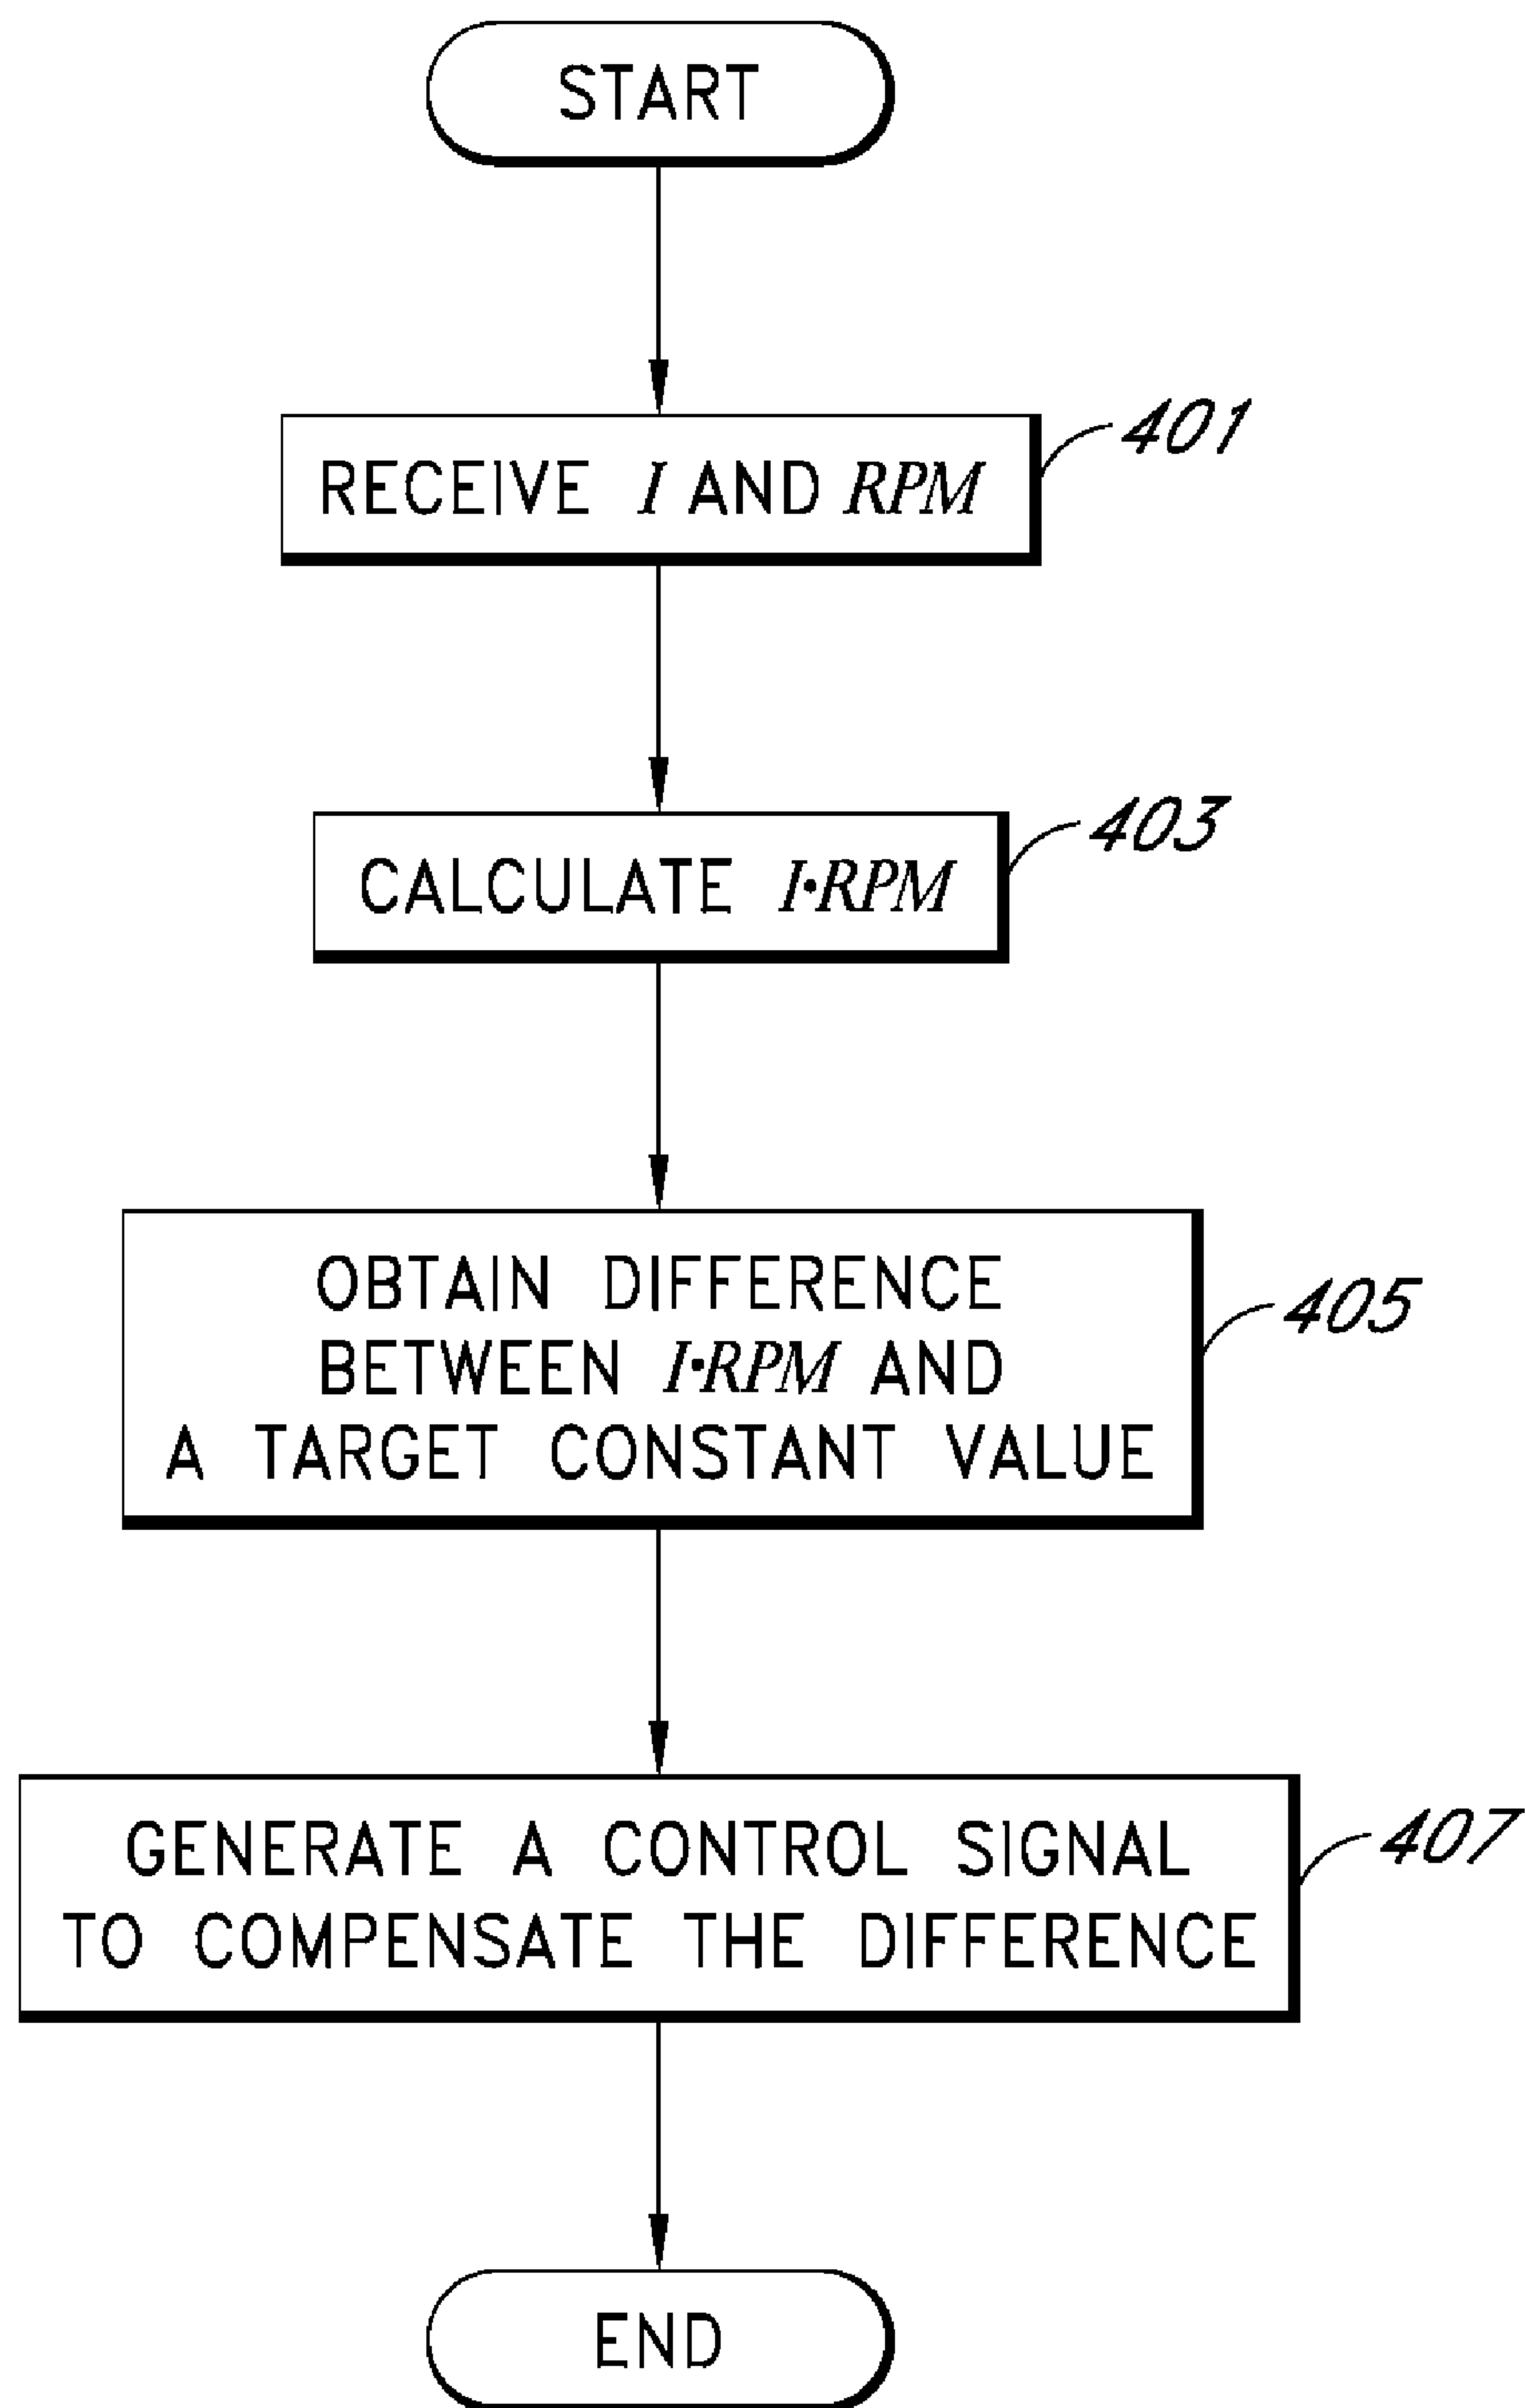 START
RECEIVE I AND RPM
401
CALCULATE I·RPM
403
OBTAIN DIFFERENCE
BETWEEN I·RPM AND
A TARGET CONSTANT VALUE
405
GENERATE A CONTROL SIGNAL
TO COMPENSATE THE DIFFERENCE
407
END